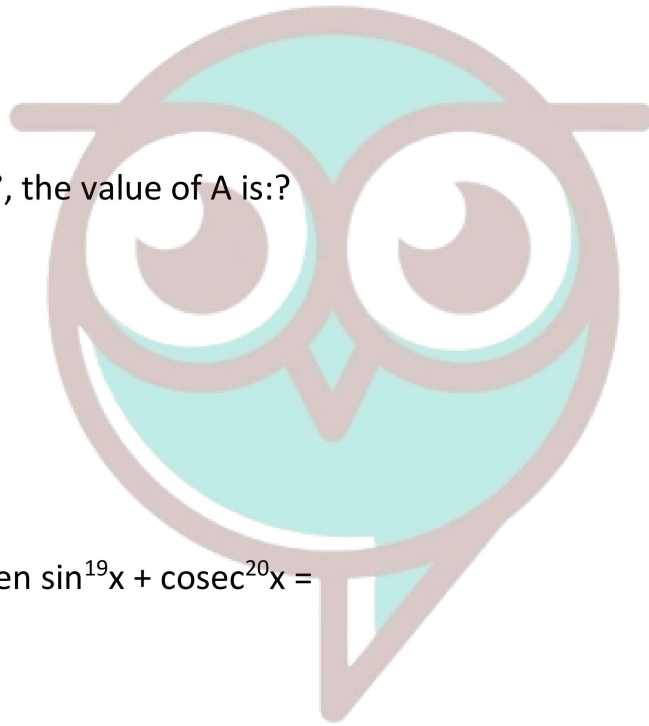 , the value of A is:?
en sin¹⁹x + cosec²⁰x =